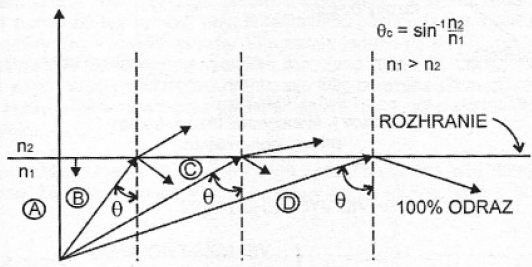 θc = sin⁻¹ n2/n1
n1 > n2
ROZHRANIE
n2
n1
A
B
C
D
θ
θ
θ
100% ODRAZ